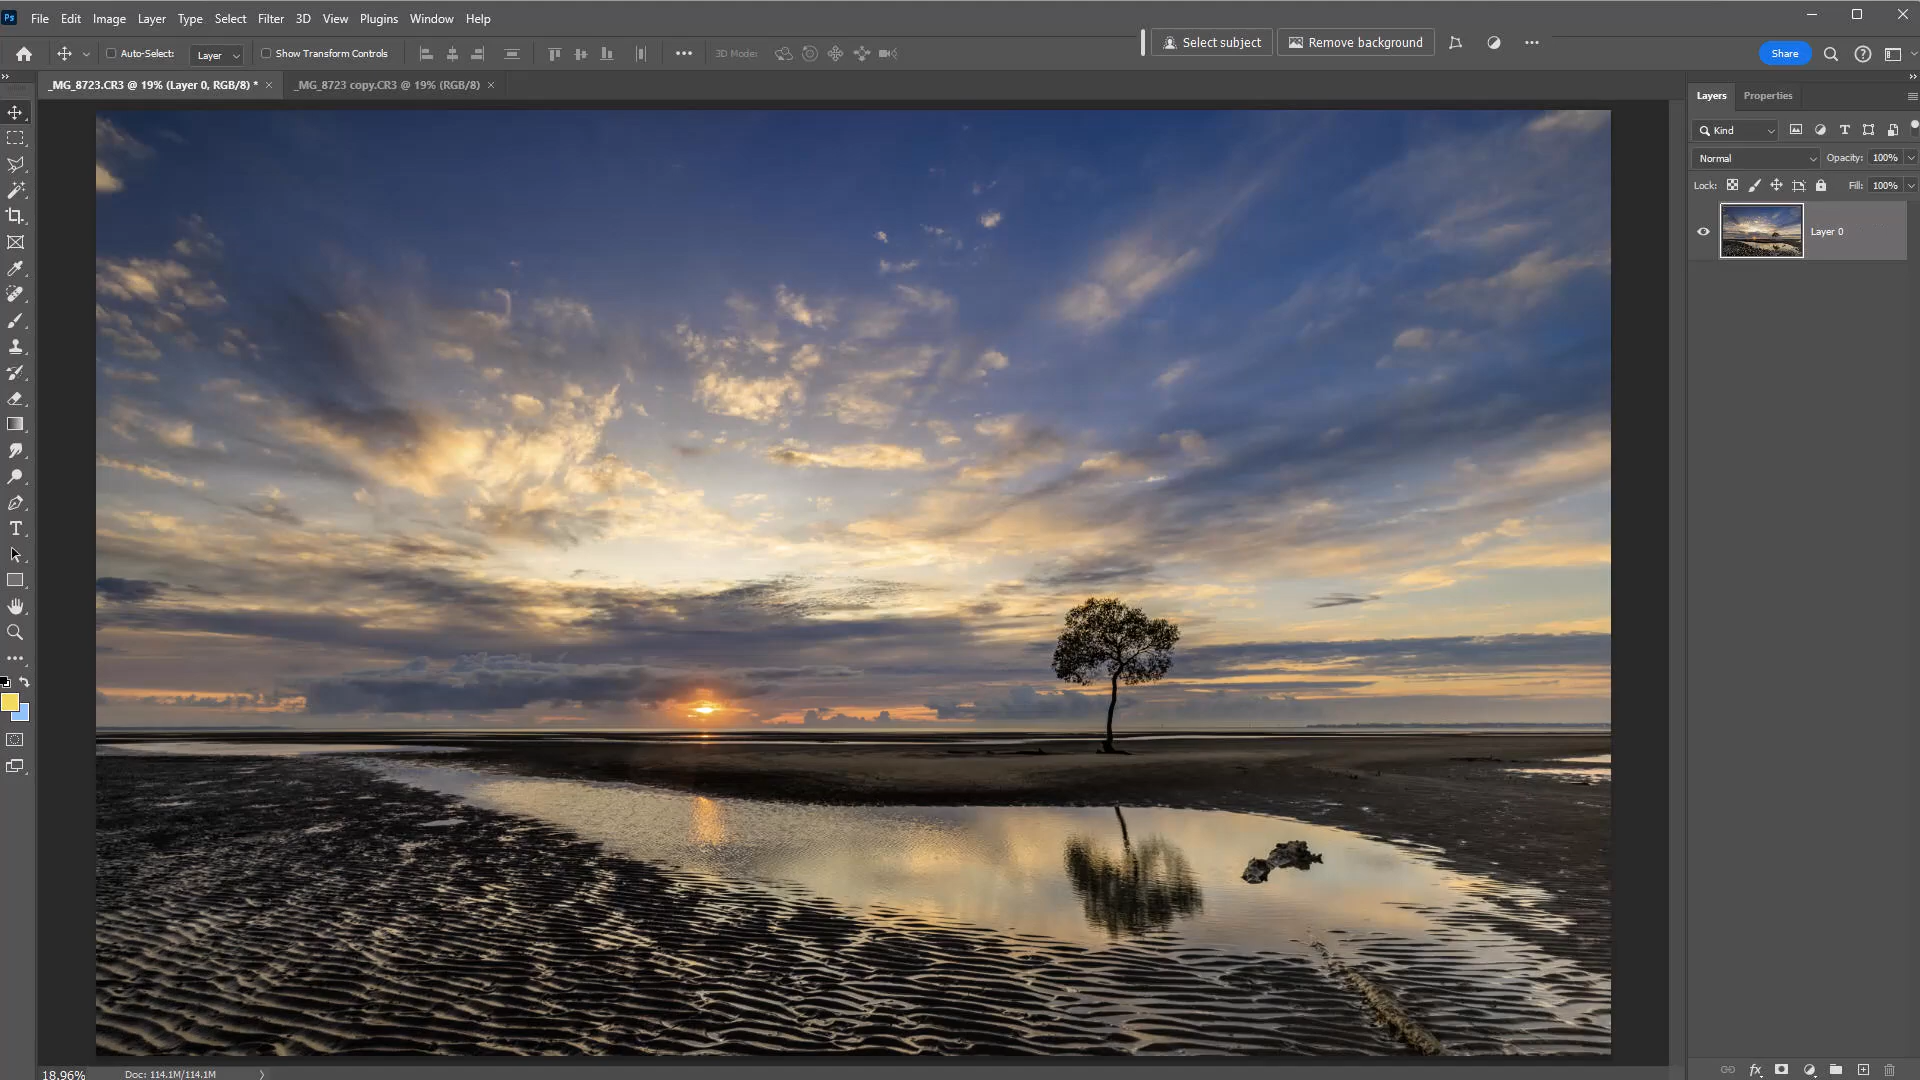 Ps File Edit Image Layer Type Select Filter 3D View Plugins Window Help
Auto-Select: Layer Show Transform Controls 3D Mode: Select subject Remove background Share
_MG_8723.CR3 @ 19% (Layer 0, RGB/8) * _MG_8723 copy.CR3 @ 19% (RGB/8)
Layers Properties
Kind
Normal Opacity: 100%
Lock: Fill: 100%
Layer 0
18.96% Doc: 114.1M/114.1M